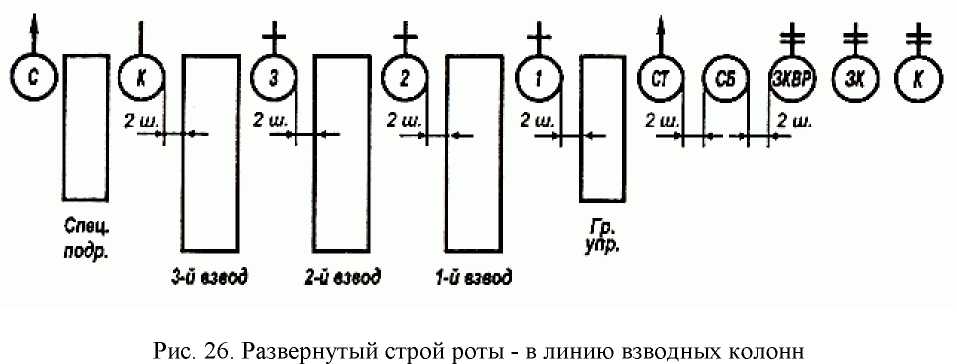 С К 3 2 1 СТ СБ ЗКВР ЗК К
2 ш. 2 ш. 2 ш. 2 ш. 2 ш. 2 ш.
Спец.
подр.
Гр.
упр.
3-й взвод 2-й взвод 1-й взвод
Рис. 26. Развернутый строй роты - в линию взводных колонн